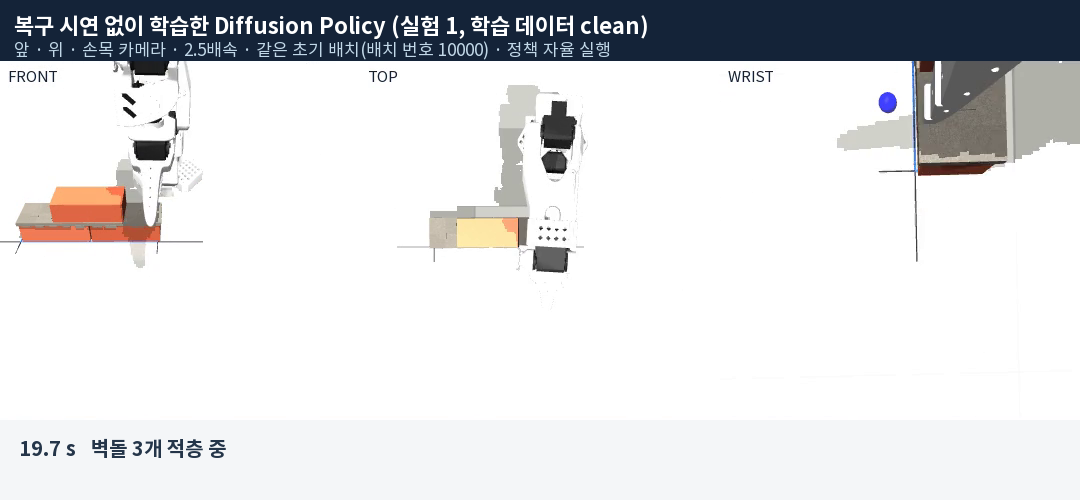 복구 시연 없이 학습한 Diffusion Policy (실험 1, 학습 데이터 clean)
앞 · 위 · 손목 카메라 · 2.5배속 · 같은 초기 배치(배치 번호 10000) · 정책 자율 실행
FRONT
TOP
WRIST
19.7 s 벽돌 3개 적층 중